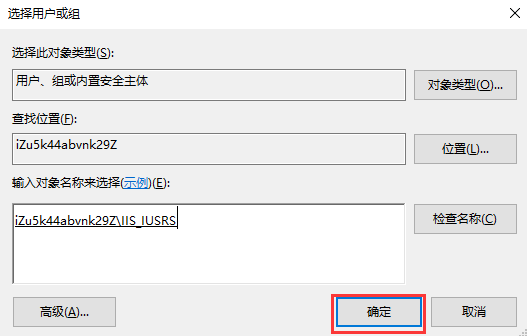 选择用户或组
选择此对象类型(S):
用户、组或内置安全主体
对象类型(O)...
查找位置(F):
iZu5k44abvnk29Z
位置(L)...
输入对象名称来选择(示例)(E):
iZu5k44abvnk29Z\IIS_IUSRS
检查名称(C)
高级(A)...
确定
取消